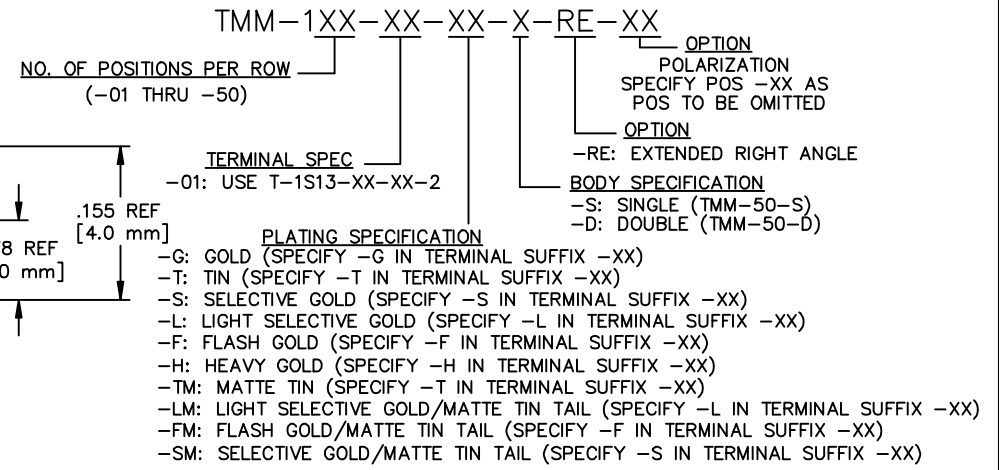 TMM-1XX-XX-XX-X-RE-XX
OPTION
POLARIZATION
SPECIFY POS -XX AS
POS TO BE OMITTED
NO. OF POSITIONS PER ROW
(-01 THRU -50)
OPTION
-RE: EXTENDED RIGHT ANGLE
TERMINAL SPEC
-01: USE T-1S13-XX-XX-2
BODY SPECIFICATION
-S: SINGLE (TMM-50-S)
-D: DOUBLE (TMM-50-D)
.155 REF
[4.0 mm]
8 REF
0 mm]
PLATING SPECIFICATION
-G: GOLD (SPECIFY -G IN TERMINAL SUFFIX -XX)
-T: TIN (SPECIFY -T IN TERMINAL SUFFIX -XX)
-S: SELECTIVE GOLD (SPECIFY -S IN TERMINAL SUFFIX -XX)
-L: LIGHT SELECTIVE GOLD (SPECIFY -L IN TERMINAL SUFFIX -XX)
-F: FLASH GOLD (SPECIFY -F IN TERMINAL SUFFIX -XX)
-H: HEAVY GOLD (SPECIFY -H IN TERMINAL SUFFIX -XX)
-TM: MATTE TIN (SPECIFY -T IN TERMINAL SUFFIX -XX)
-LM: LIGHT SELECTIVE GOLD/MATTE TIN TAIL (SPECIFY -L IN TERMINAL SUFFIX -XX)
-FM: FLASH GOLD/MATTE TIN TAIL (SPECIFY -F IN TERMINAL SUFFIX -XX)
-SM: SELECTIVE GOLD/MATTE TIN TAIL (SPECIFY -S IN TERMINAL SUFFIX -XX)